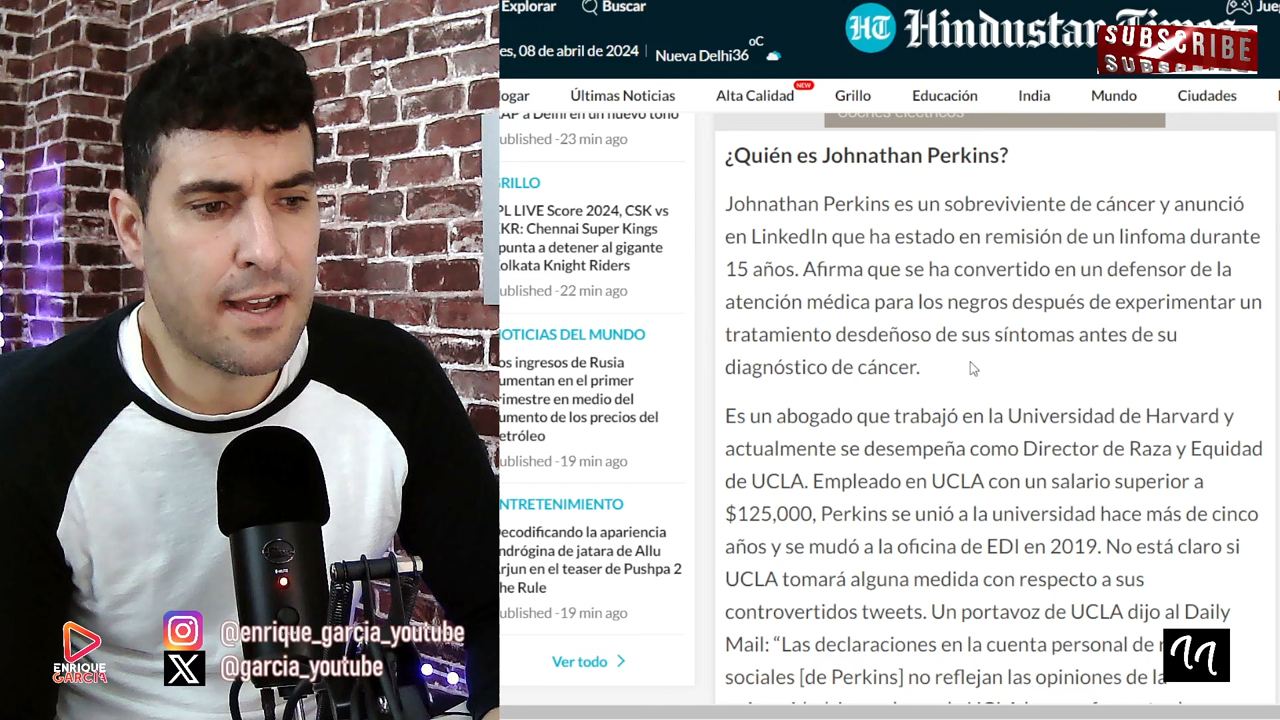 Explorar
Buscar
es, 08 de abril de 2024
Nueva Delhi36 °C
HT Hindustan Times
SUBSCRIBE
ogar
Últimas Noticias
Alta Calidad
NEW
Grillo
Educación
India
Mundo
Ciudades
AP a Delhi en un nuevo tono
ublished -23 min ago
RILLO
PL LIVE Score 2024, CSK vs
KR: Chennai Super Kings
punta a detener al gigante
olkata Knight Riders
ublished -22 min ago
OTICIAS DEL MUNDO
os ingresos de Rusia
umentan en el primer
rimestre en medio del
umento de los precios del
etróleo
ublished -19 min ago
NTRETENIMIENTO
ecodificando la apariencia
ndrógina de jatara de Allu
rjun en el teaser de Pushpa 2
he Rule
ublished -19 min ago
Ver todo
coches eléctricos
¿Quién es Johnathan Perkins?
Johnathan Perkins es un sobreviviente de cáncer y anunció
en LinkedIn que ha estado en remisión de un linfoma durante
15 años. Afirma que se ha convertido en un defensor de la
atención médica para los negros después de experimentar un
tratamiento desdeñoso de sus síntomas antes de su
diagnóstico de cáncer.
Es un abogado que trabajó en la Universidad de Harvard y
actualmente se desempeña como Director de Raza y Equidad
de UCLA. Empleado en UCLA con un salario superior a
$125,000, Perkins se unió a la universidad hace más de cinco
años y se mudó a la oficina de EDI en 2019. No está claro si
UCLA tomará alguna medida con respecto a sus
controvertidos tweets. Un portavoz de UCLA dijo al Daily
Mail: “Las declaraciones en la cuenta personal de
sociales [de Perkins] no reflejan las opiniones de la
ENRIQUE
GARCIA
@enrique_garcia_youtube
@garcia_youtube